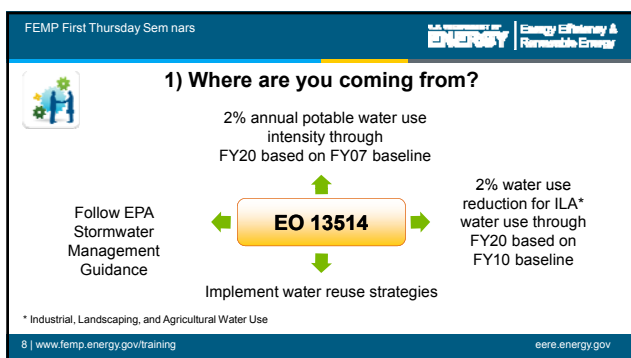 FEMP First Thursday Sem nars
U.S. DEPARTMENT OF
ENERGY
Energy Efficiency &
Renewable Energy
1) Where are you coming from?
2% annual potable water use
intensity through
FY20 based on FY07 baseline
Follow EPA
Stormwater
Management
Guidance
EO 13514
2% water use
reduction for ILA*
water use through
FY20 based on
FY10 baseline
Implement water reuse strategies
* Industrial, Landscaping, and Agricultural Water Use
8 | www.femp.energy.gov/training
eere.energy.gov